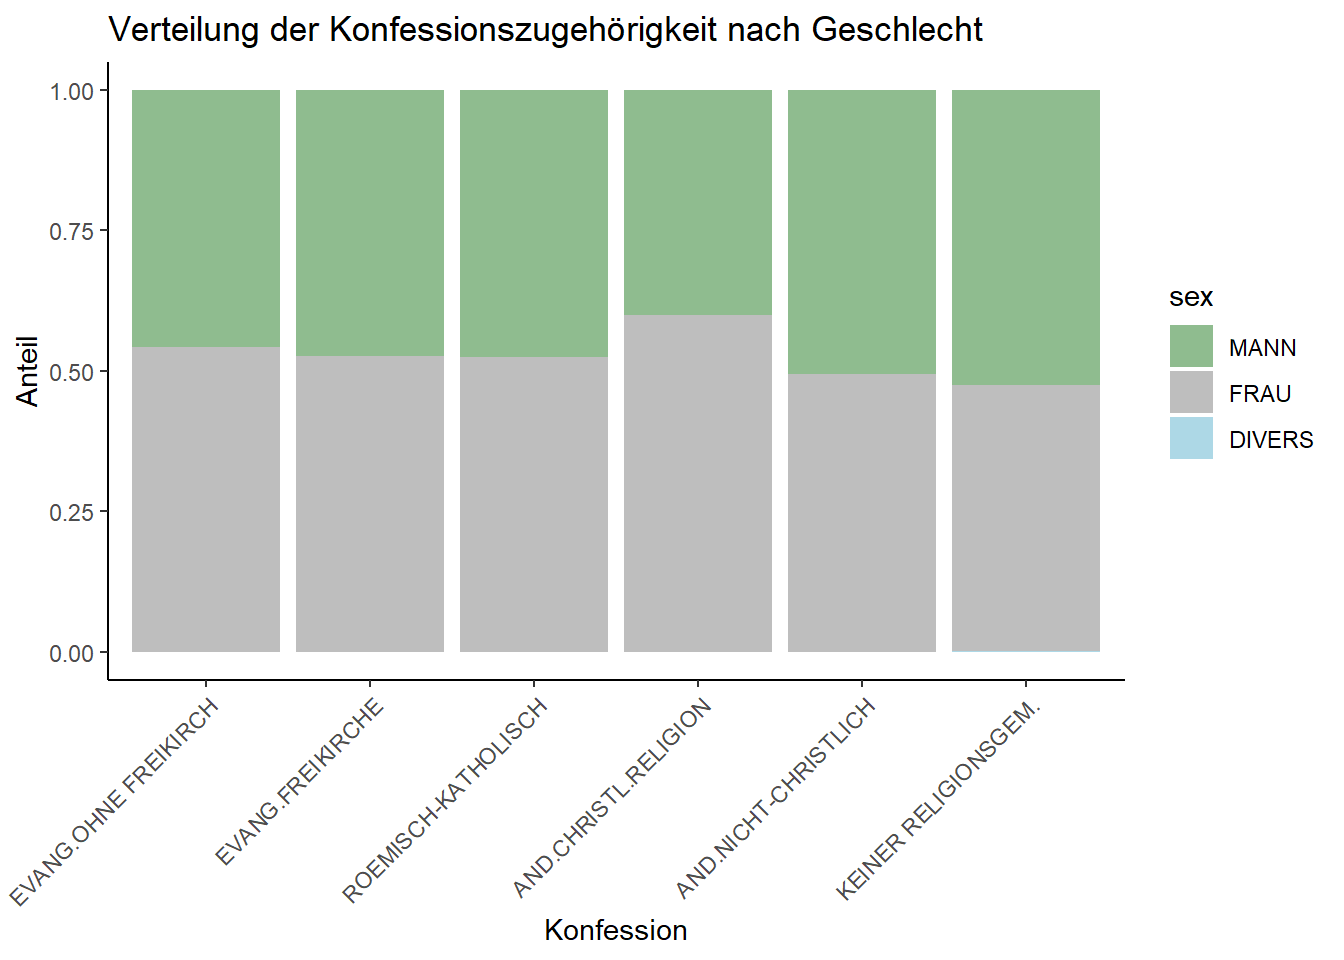 Verteilung der Konfessionszugehörigkeit nach Geschlecht
Anteil
1.00
0.75
0.50
0.25
0.00
EVANG.OHNE FREIKIRCH
EVANG.FREIKIRCHE
ROEMISCH-KATHOLISCH
AND.CHRISTL.RELIGION
AND.NICHT-CHRISTLICH
KEINER RELIGIONSGEM.
Konfession
sex
MANN
FRAU
DIVERS